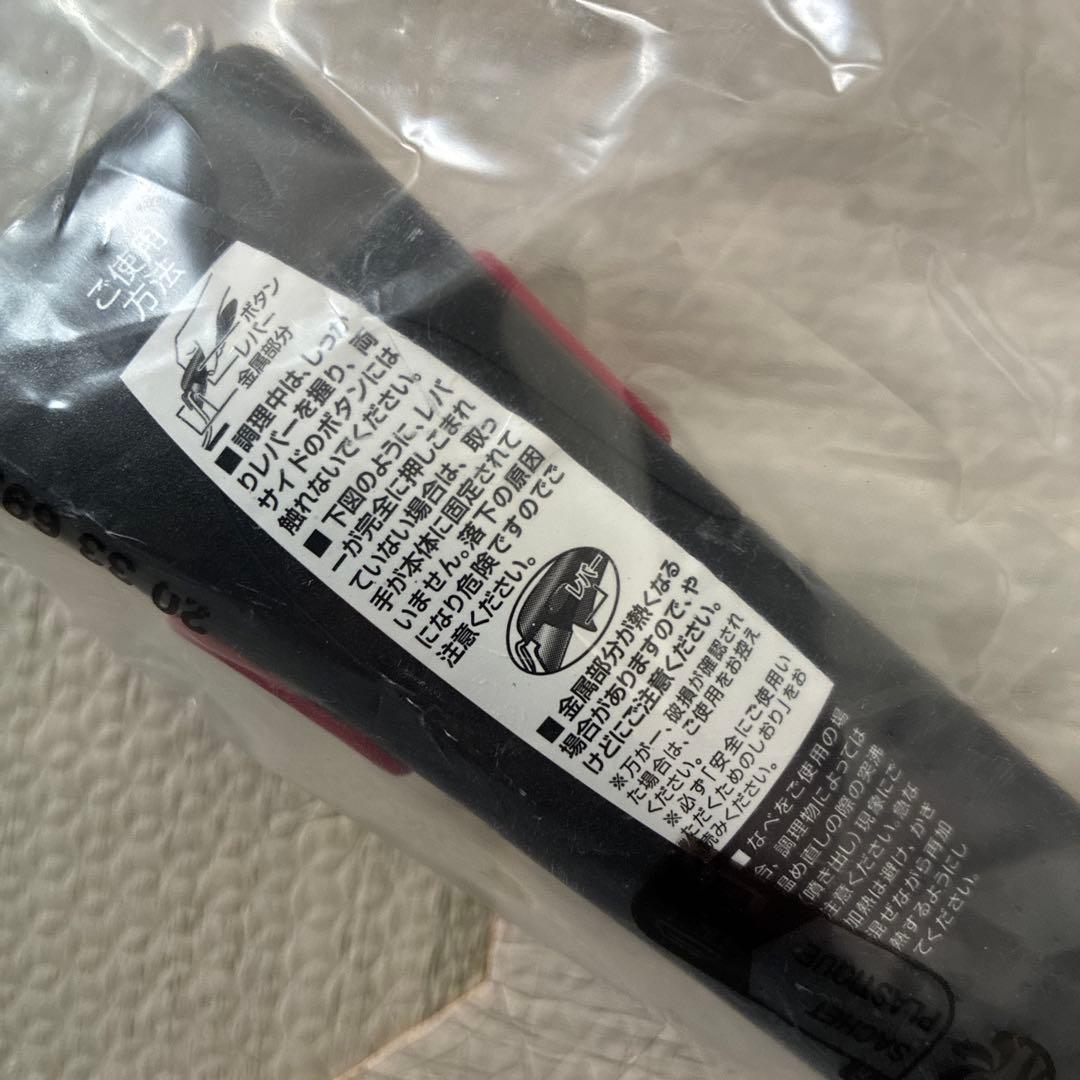 ご使用
方法
ボタン
レバー
金属部分
■調理中は、しっか
りレバーを握り、両
サイドのボタンには
触れないでください。
■下図のように、レバ
ーが完全に押しこまれ
ていない場合は、取っ
手が本体に固定されて
いません。落下の原因
になり危険ですのでご
注意ください。
レバー
■金属部分が熱くなる
場合がありますので、や
けどにご注意ください。
※万が一、破損が確認され
た場合は、ご使用をお控え
ください。
※必ず「安全にご使用い
ただくためのしおり」をお
読みください。
■なべをご使用の場
合、調理物によっては
温め直しの際の突沸
(噴き出し)現象にご
注意ください。急な
加熱は避け、かき
混ぜながら再加
熱するようにし
てください。
20 33
SACHET
PLASTIQUE